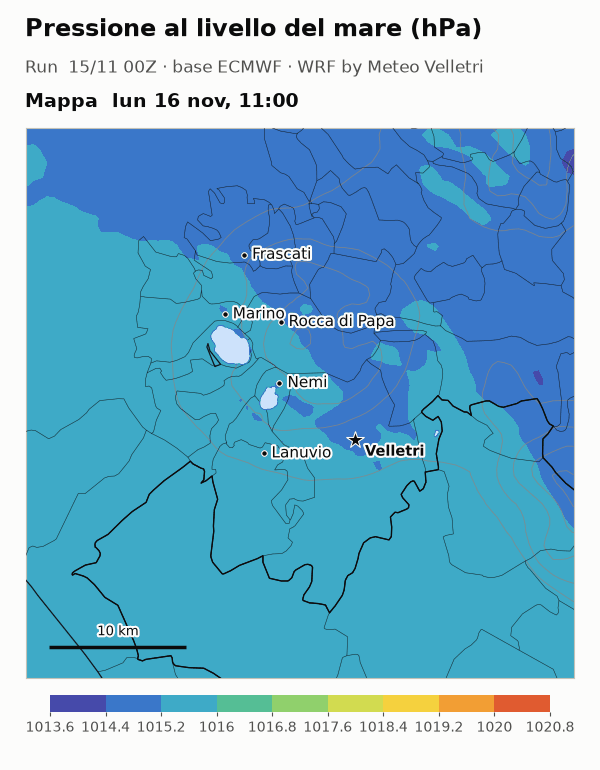 Pressione al livello del mare (hPa)
Run  15/11 00Z · base ECMWF · WRF by Meteo Velletri
Mappa  lun 16 nov, 11:00
Frascati
Marino
Rocca di Papa
Nemi
Velletri
Lanuvio
10 km
1013.6 1014.4 1015.2 1016 1016.8 1017.6 1018.4 1019.2 1020 1020.8